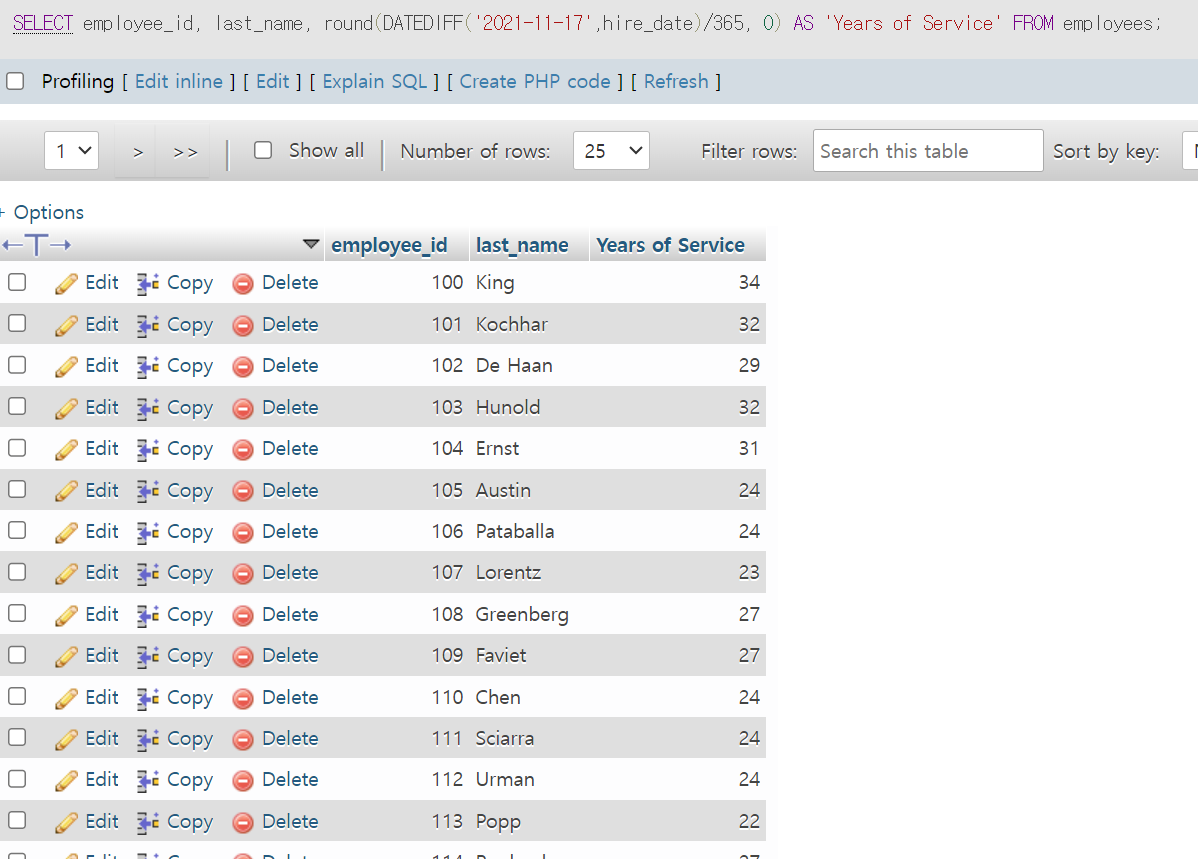 SELECT employee_id, last_name, round(DATEDIFF('2021-11-17',hire_date)/365, 0) AS 'Years of Service' FROM employees;
Profiling [ Edit inline ] [ Edit ] [ Explain SQL ] [ Create PHP code ] [ Refresh ]
1 > >> Show all Number of rows: 25 Filter rows: Search this table Sort by key:
+ Options
←T→ employee_id last_name Years of Service
Edit Copy Delete 100 King 34
Edit Copy Delete 101 Kochhar 32
Edit Copy Delete 102 De Haan 29
Edit Copy Delete 103 Hunold 32
Edit Copy Delete 104 Ernst 31
Edit Copy Delete 105 Austin 24
Edit Copy Delete 106 Pataballa 24
Edit Copy Delete 107 Lorentz 23
Edit Copy Delete 108 Greenberg 27
Edit Copy Delete 109 Faviet 27
Edit Copy Delete 110 Chen 24
Edit Copy Delete 111 Sciarra 24
Edit Copy Delete 112 Urman 24
Edit Copy Delete 113 Popp 22